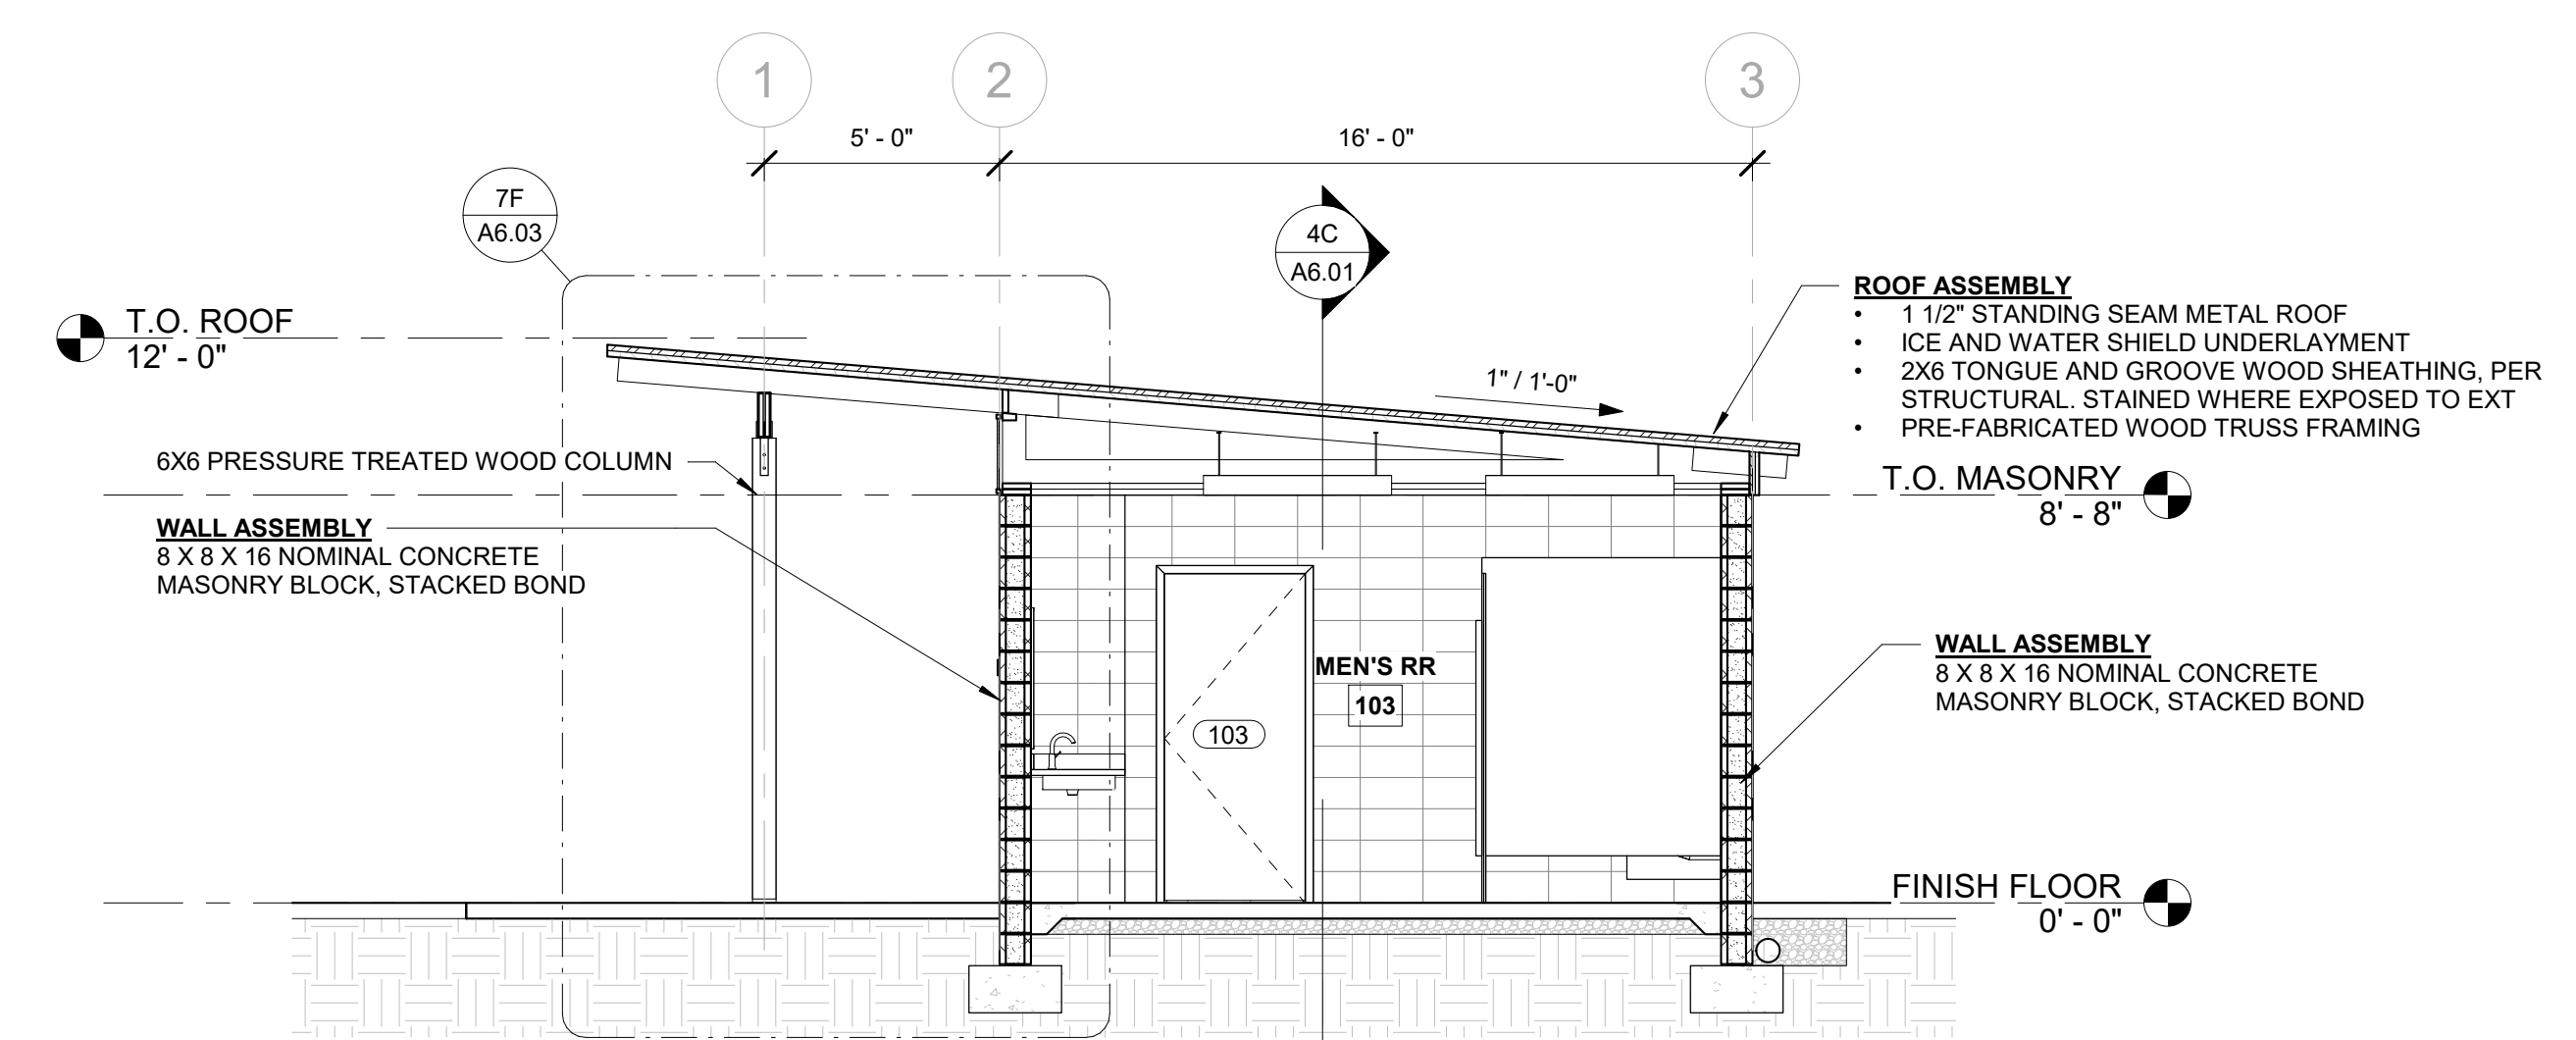 1
2
3
5' - 0"
16' - 0"
7F
A6.03
4C
A6.01
T.O. ROOF
12' - 0"
1" / 1'-0"
ROOF ASSEMBLY
• 1 1/2" STANDING SEAM METAL ROOF
• ICE AND WATER SHIELD UNDERLAYMENT
• 2X6 TONGUE AND GROOVE WOOD SHEATHING, PER
STRUCTURAL. STAINED WHERE EXPOSED TO EXT
• PRE-FABRICATED WOOD TRUSS FRAMING
6X6 PRESSURE TREATED WOOD COLUMN
T.O. MASONRY
8' - 8"
WALL ASSEMBLY
8 X 8 X 16 NOMINAL CONCRETE
MASONRY BLOCK, STACKED BOND
MEN'S RR
103
103
WALL ASSEMBLY
8 X 8 X 16 NOMINAL CONCRETE
MASONRY BLOCK, STACKED BOND
FINISH FLOOR
0' - 0"